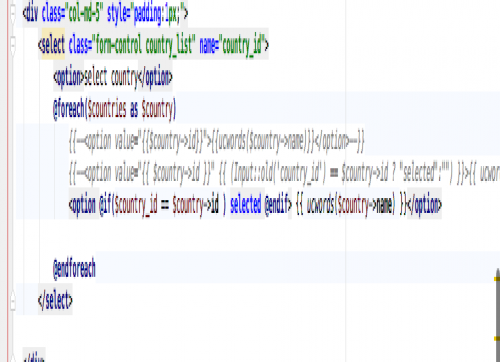 <div class="col-md-5" style="padding:1px;">
<select class="form-control country_list" name="country_id">
<option>select country</option>
@foreach($countries as $country)
{{--<option value="{{$country->id}}">{{ucwords($country->name)}}</option>--}}
{{--<option value="{{ $country->id }}" {{ (Input::old('country_id') == $country->id ? "selected":"") }}>{{ ucwor
<option @if($country_id == $country->id ) selected @endif> {{ ucwords($country->name) }}</option>
@endforeach
</select>
</div>